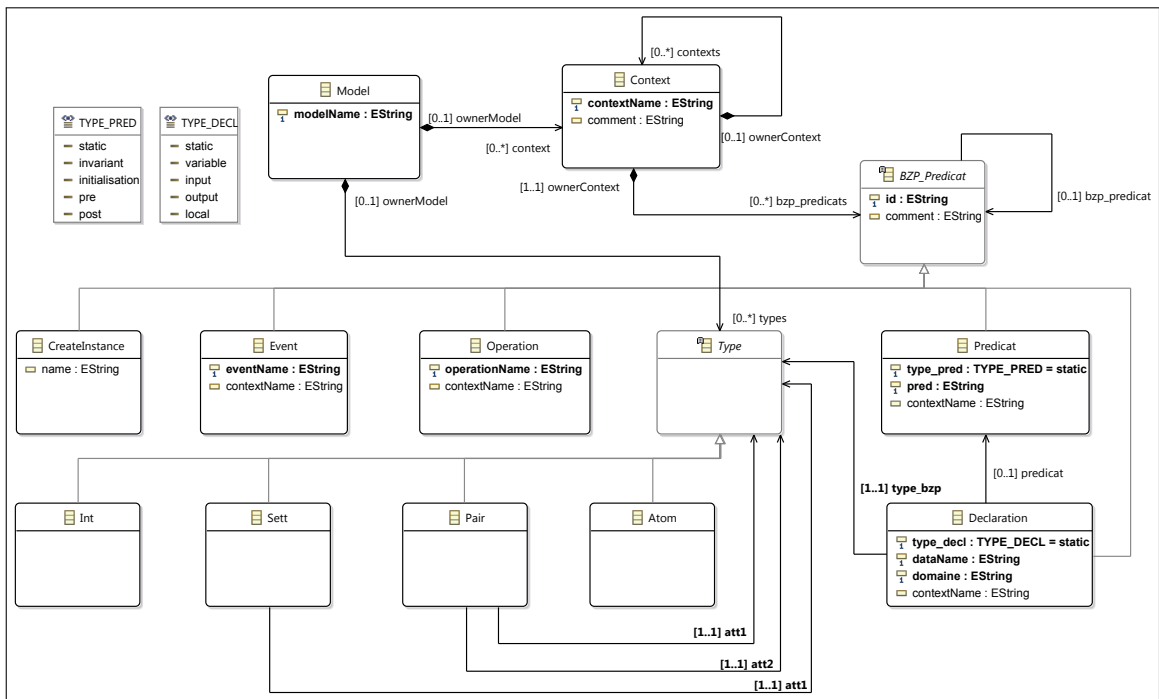 [0..*] contexts
Model
modelName : EString
Context
contextName : EString
comment : EString
[0..1] ownerModel
[0..*] context
[0..1] ownerContext
TYPE_PRED
static
invariant
initialisation
pre
post
TYPE_DECL
static
variable
input
output
local
[0..1] ownerModel
[1..1] ownerContext
[0..*] bzp_predicats
BZP_Predicat
id : EString
comment : EString
[0..1] bzp_predicat
[0..*] types
CreateInstance
name : EString
Event
eventName : EString
contextName : EString
Operation
operationName : EString
contextName : EString
Type
Predicat
type_pred : TYPE_PRED = static
pred : EString
contextName : EString
[0..1] predicat
[1..1] type_bzp
Int
Sett
Pair
Atom
Declaration
type_decl : TYPE_DECL = static
dataName : EString
domaine : EString
contextName : EString
[1..1] att1
[1..1] att2
[1..1] att1